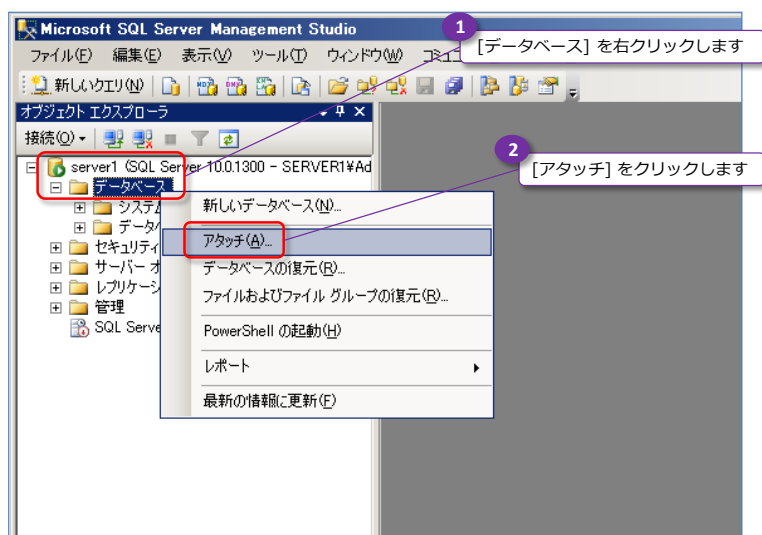 Microsoft SQL Server Management Studio
1
[データベース] を右クリックします
ファイル(F) 編集(E) 表示(V) ツール(T) ウィンドウ(W)
新しいクエリ(N)
オブジェクト エクスプローラ
接続(O)
2
[アタッチ] をクリックします
server1 (SQL Server 10.0.1300 - SERVER1¥Ad
データベース
システム
新しいデータベース(N)...
データベ
アタッチ(A)...
セキュリティ
サーバー オ
データベースの復元(R)...
レプリケーシ
ファイルおよびファイル グループの復元(R)...
管理
SQL Serve
PowerShell の起動(H)
レポート
最新の情報に更新(F)